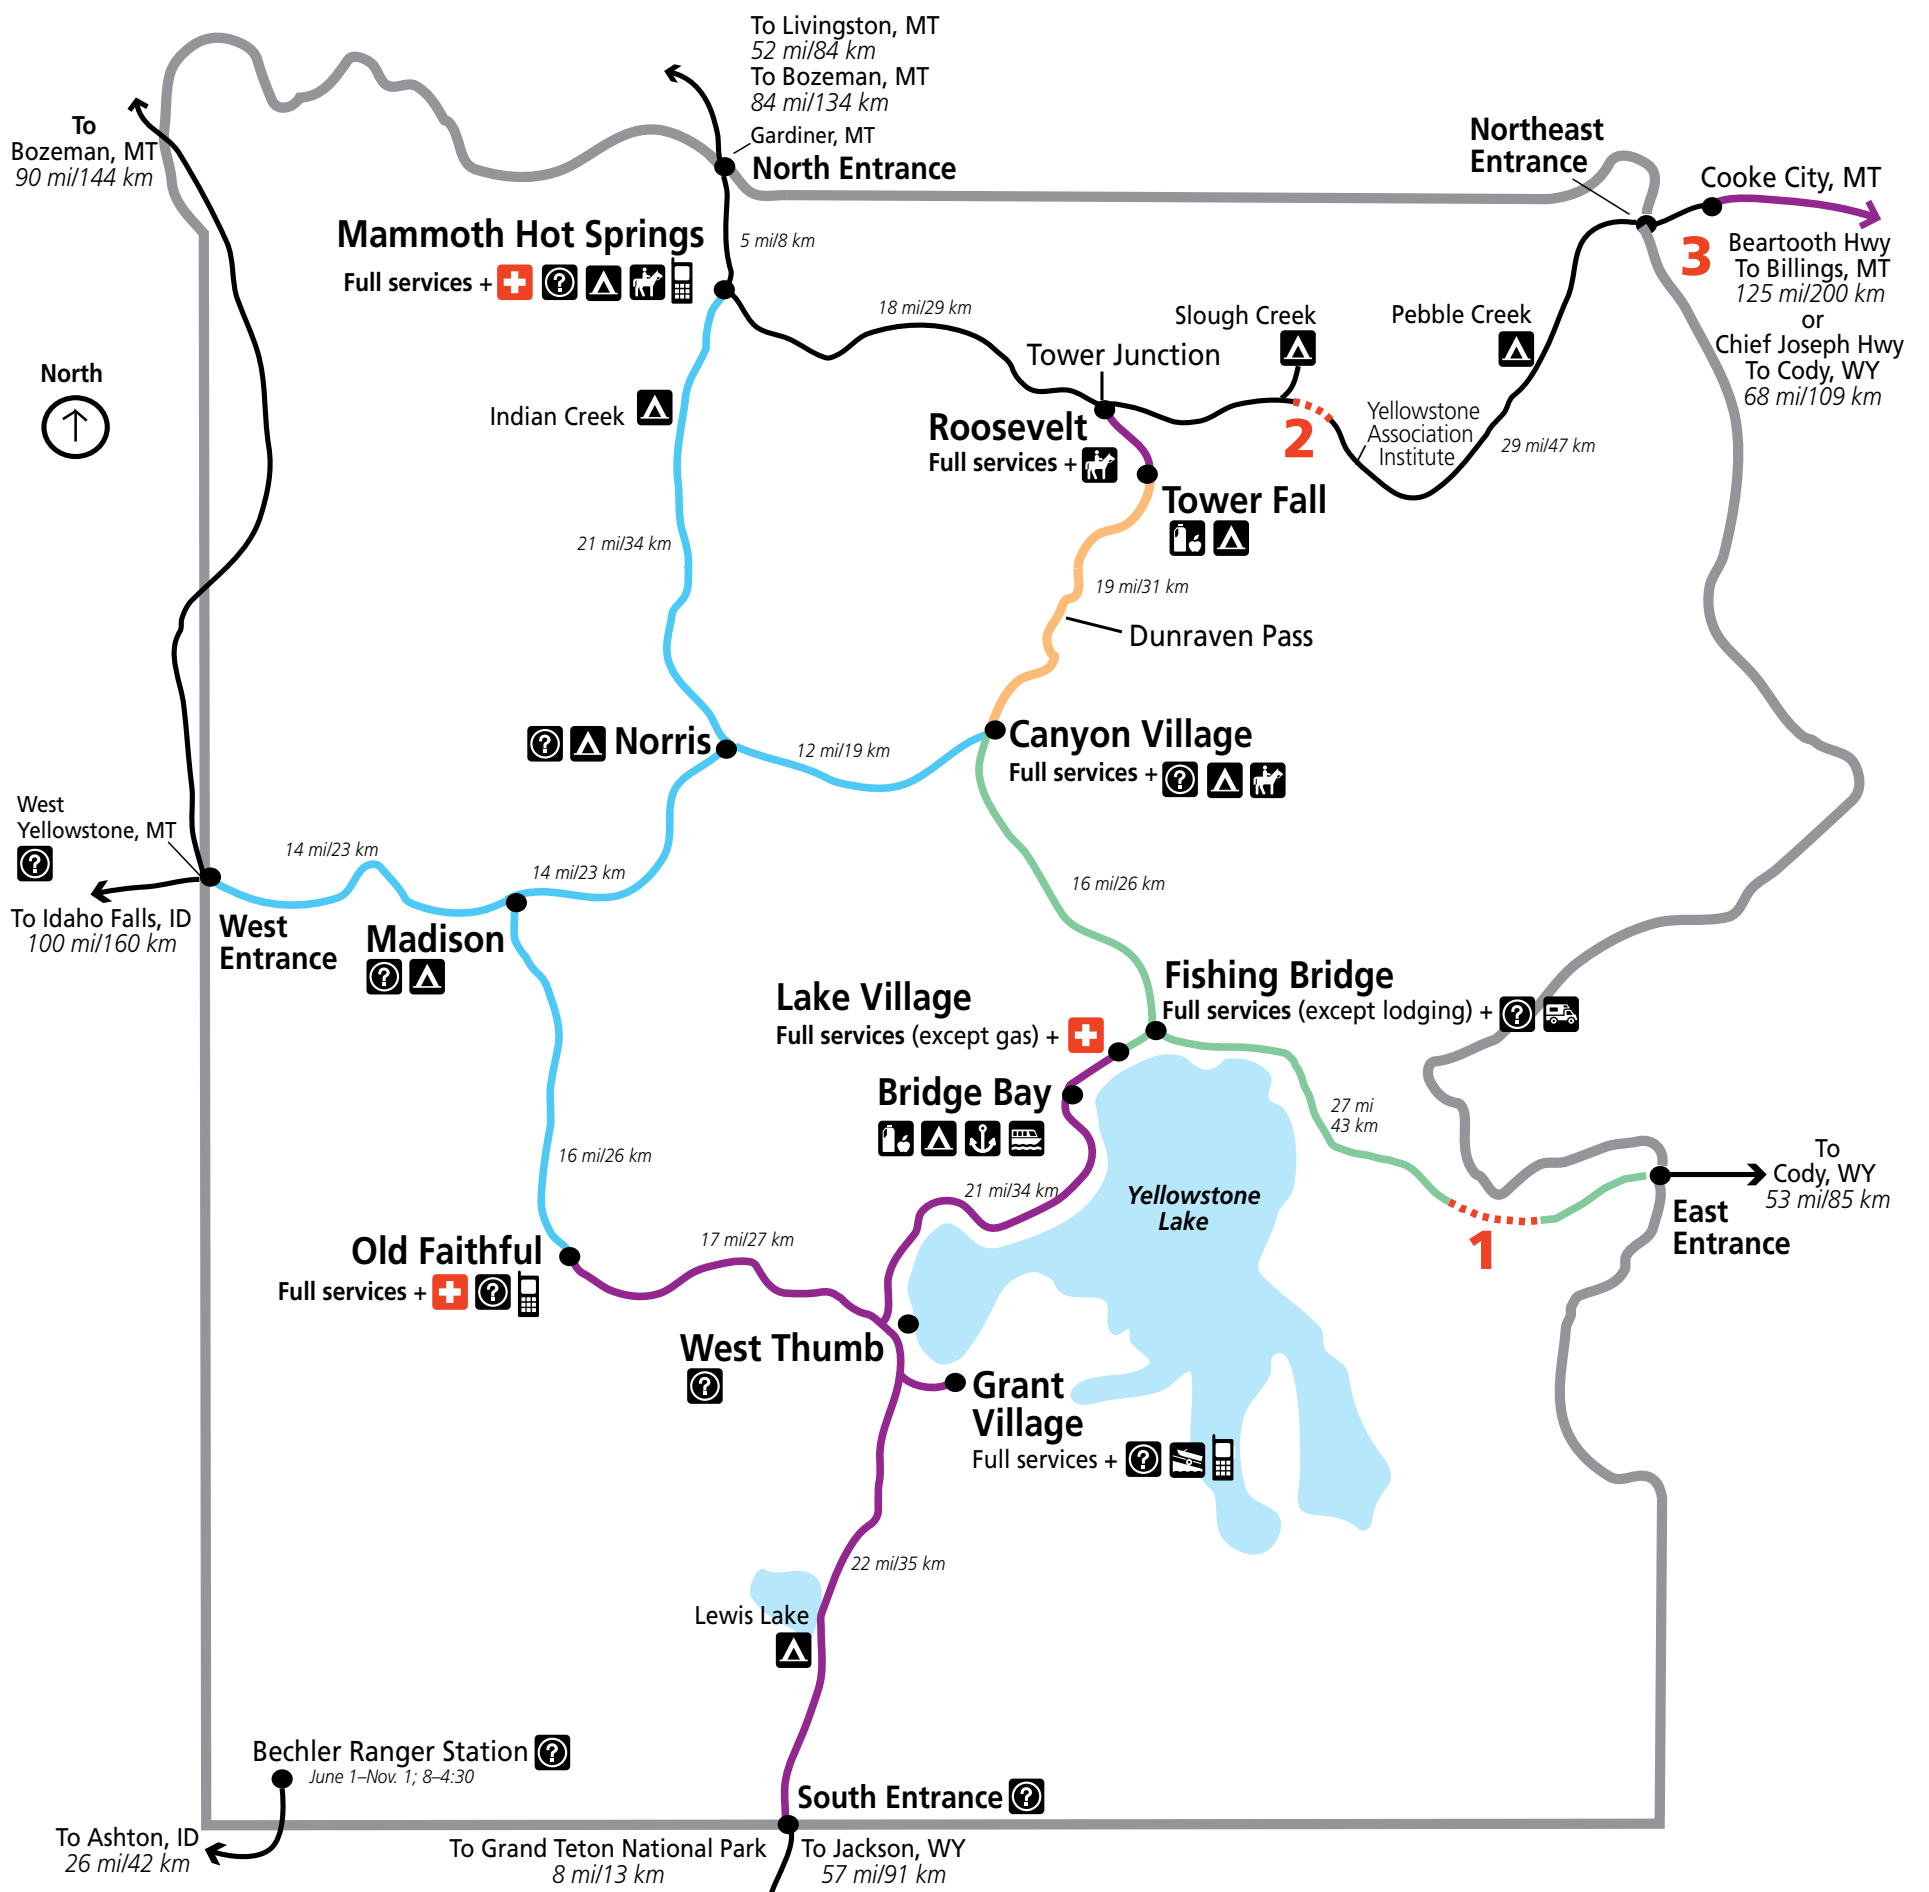 To Livingston, MT
52 mi/84 km
To Bozeman, MT
84 mi/134 km
Gardiner, MT
North Entrance
To
Bozeman, MT
90 mi/144 km
Northeast
Entrance
Cooke City, MT
3
Beartooth Hwy
To Billings, MT
125 mi/200 km
or
Chief Joseph Hwy
To Cody, WY
68 mi/109 km
Mammoth Hot Springs
Full services +
5 mi/8 km
18 mi/29 km
Slough Creek
Pebble Creek
Tower Junction
North
Indian Creek
Roosevelt
Full services +
2
Yellowstone
Association
Institute
29 mi/47 km
Tower Fall
21 mi/34 km
19 mi/31 km
Dunraven Pass
Norris
12 mi/19 km
Canyon Village
Full services +
West
Yellowstone, MT
14 mi/23 km
14 mi/23 km
16 mi/26 km
To Idaho Falls, ID
100 mi/160 km
West
Entrance
Madison
Fishing Bridge
Full services (except lodging) +
Lake Village
Full services (except gas) +
Bridge Bay
27 mi
43 km
To
Cody, WY
53 mi/85 km
16 mi/26 km
21 mi/34 km
Yellowstone
Lake
East
Entrance
1
Old Faithful
Full services +
17 mi/27 km
West Thumb
Grant
Village
Full services +
22 mi/35 km
Lewis Lake
Bechler Ranger Station
June 1–Nov. 1; 8–4:30
South Entrance
To Ashton, ID
26 mi/42 km
To Grand Teton National Park
8 mi/13 km
To Jackson, WY
57 mi/91 km